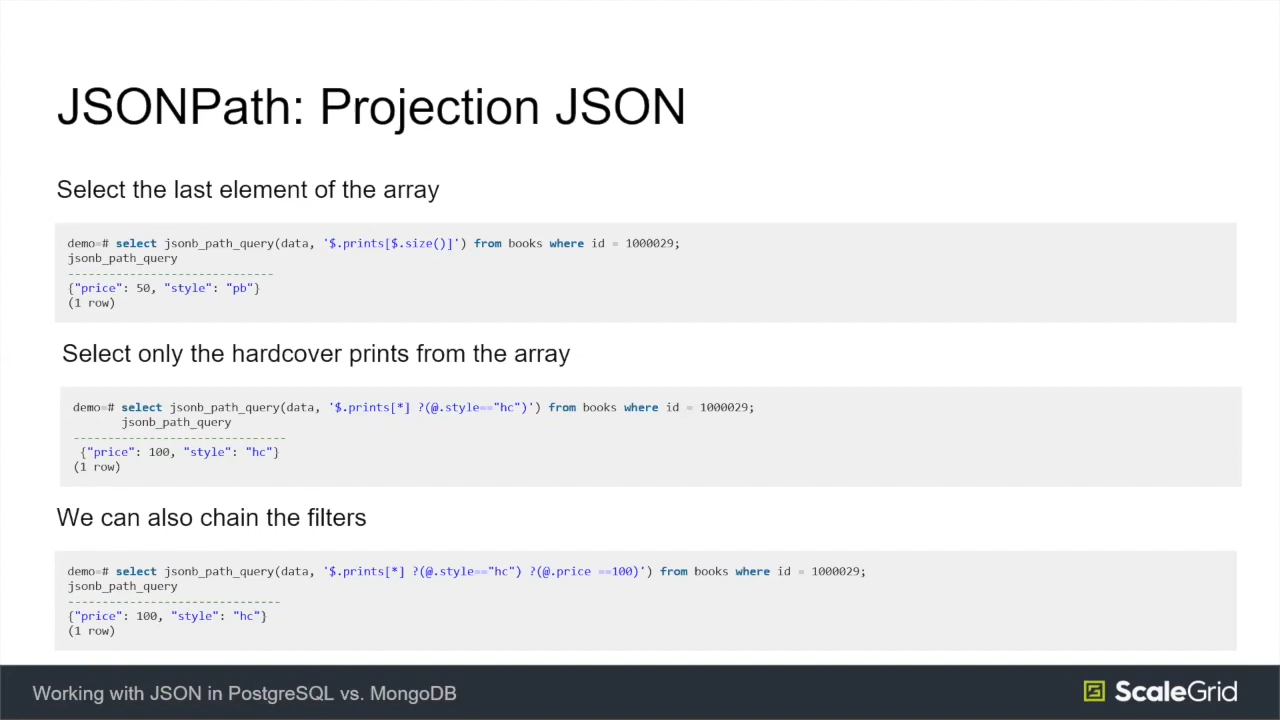 JSONPath: Projection JSON
Select the last element of the array
demo=# select jsonb_path_query(data, '$.prints[$.size()]') from books where id = 1000029;
jsonb_path_query
------------------------------
{"price": 50, "style": "pb"}
(1 row)
Select only the hardcover prints from the array
demo=# select jsonb_path_query(data, '$.prints[*] ?(@.style=="hc")') from books where id = 1000029;
jsonb_path_query
-------------------------------
{"price": 100, "style": "hc"}
(1 row)
We can also chain the filters
demo=# select jsonb_path_query(data, '$.prints[*] ?(@.style=="hc") ?(@.price ==100)') from books where id = 1000029;
jsonb_path_query
-------------------------------
{"price": 100, "style": "hc"}
(1 row)
Working with JSON in PostgreSQL vs. MongoDB
ScaleGrid